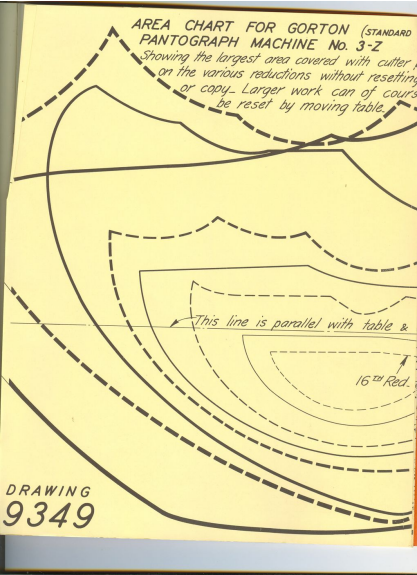 AREA CHART FOR GORTON (STANDARD
PANTOGRAPH MACHINE No. 3-Z
Showing the largest area covered with cutter
on the various reductions without resetting
or copy_ Larger work can of cours
be reset by moving table.
This line is parallel with table &
16TH Red.
DRAWING
9349